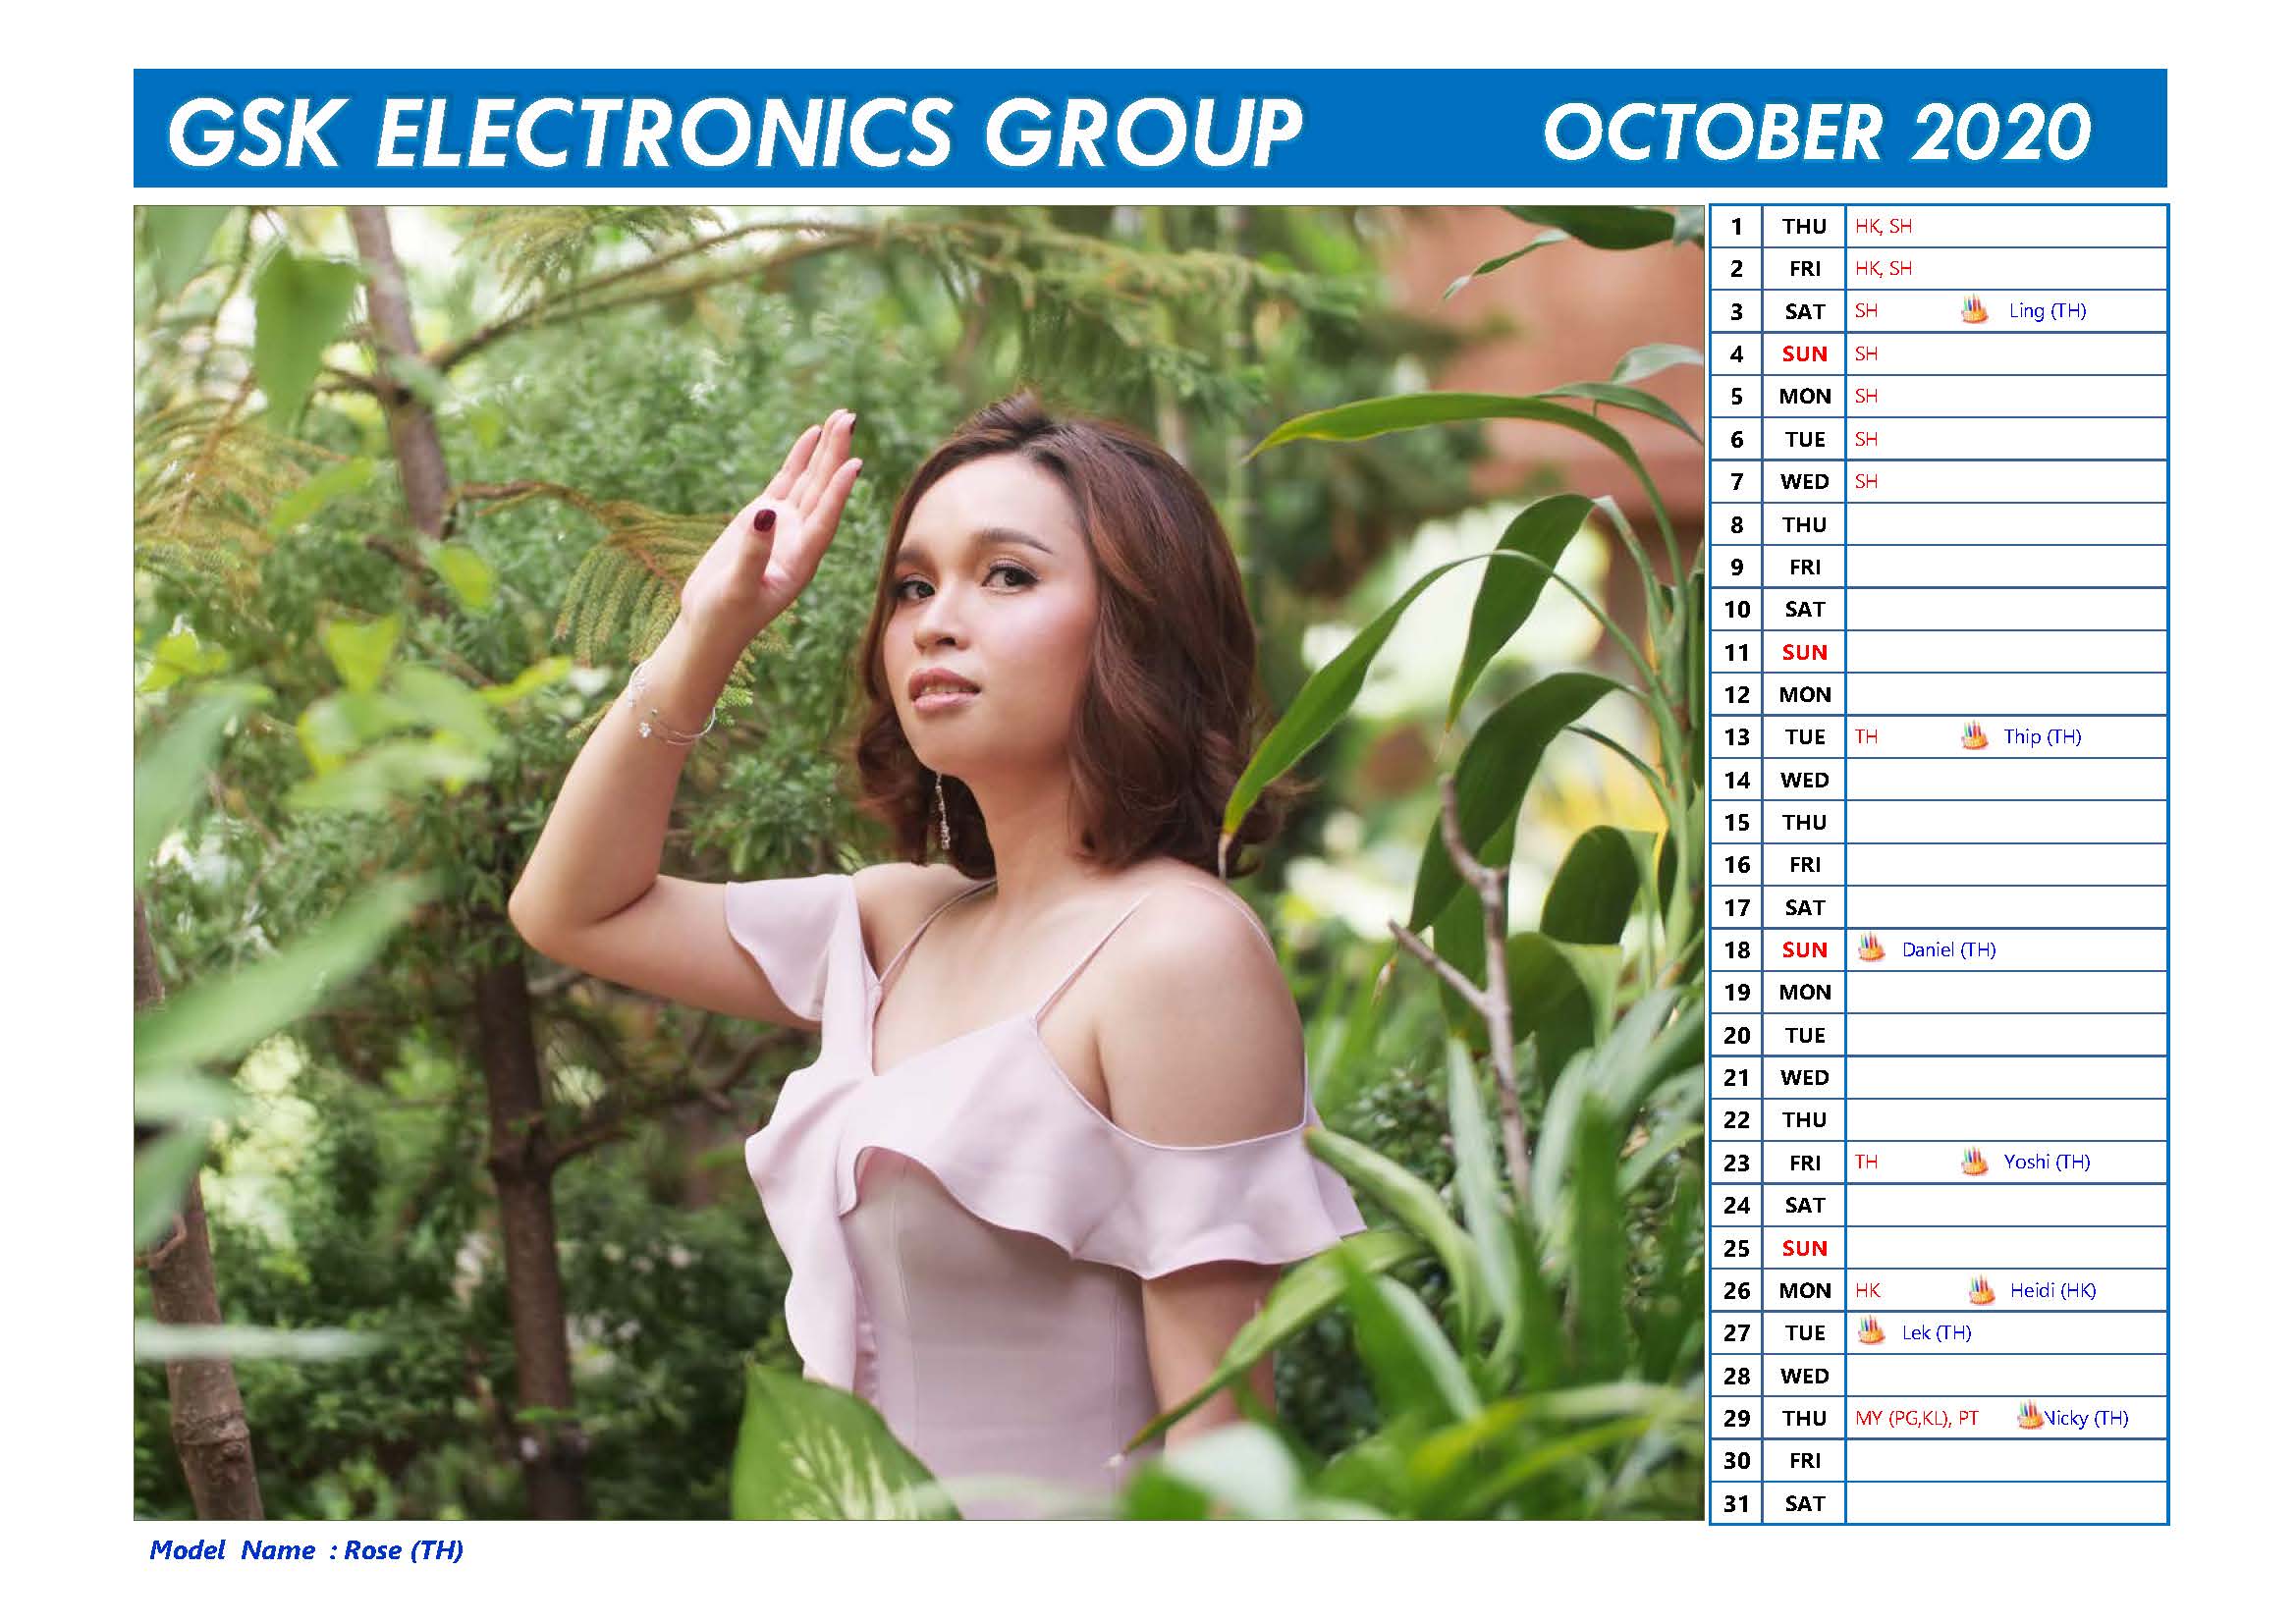 GSK ELECTRONICS GROUP OCTOBER 2020
1 THU HK, SH
2 FRI HK, SH
3 SAT SH Ling (TH)
4 SUN SH
5 MON SH
6 TUE SH
7 WED SH
8 THU
9 FRI
10 SAT
11 SUN
12 MON
13 TUE TH Thip (TH)
14 WED
15 THU
16 FRI
17 SAT
18 SUN Daniel (TH)
19 MON
20 TUE
21 WED
22 THU
23 FRI TH Yoshi (TH)
24 SAT
25 SUN
26 MON HK Heidi (HK)
27 TUE Lek (TH)
28 WED
29 THU MY (PG,KL), PT Nicky (TH)
30 FRI
31 SAT
Model Name : Rose (TH)